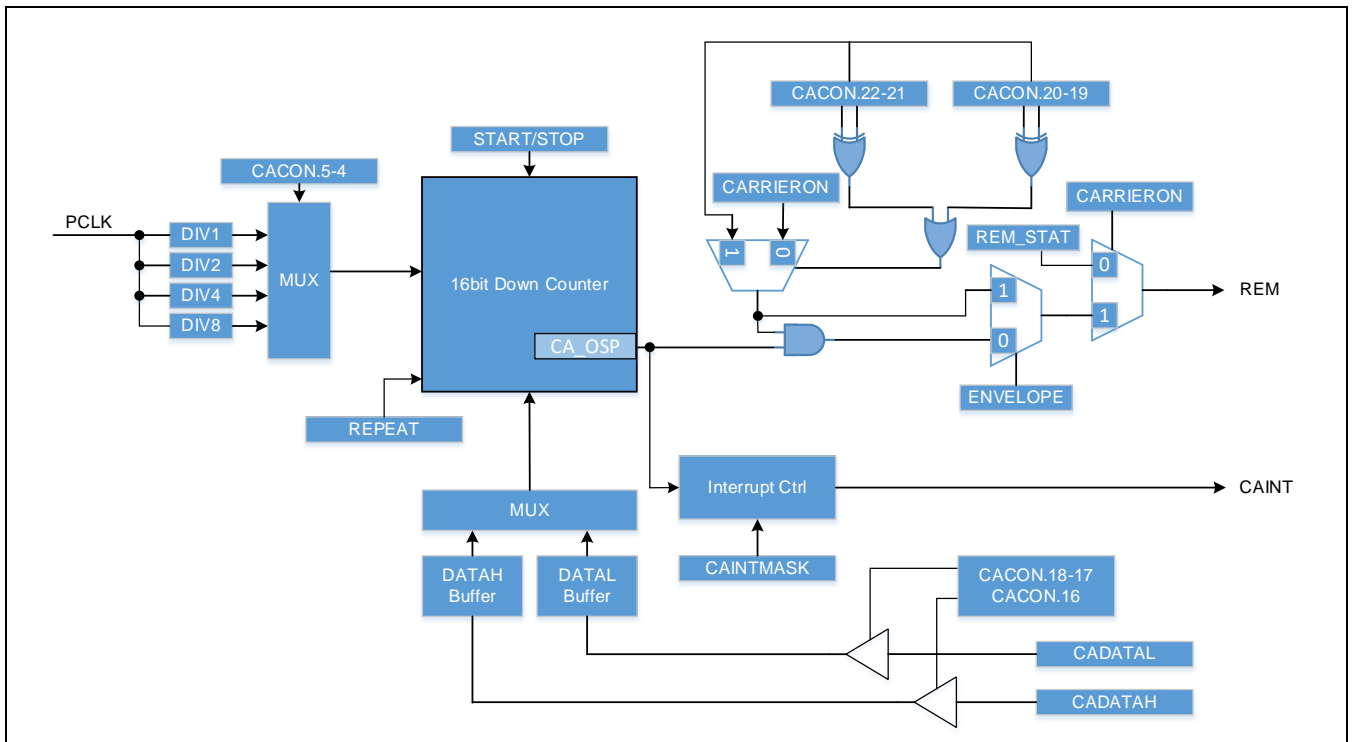 CACON.22-21
CACON.20-19
START/STOP
CACON.5-4
CARRIERON
CARRIERON
PCLK
DIV1
DIV2
DIV4
DIV8
MUX
16bit Down Counter
CA_OSP
1
0
REM_STAT
0
1
REM
1
0
ENVELOPE
REPEAT
Interrupt Ctrl
CAINT
MUX
CAINTMASK
DATAH
Buffer
DATAL
Buffer
CACON.18-17
CACON.16
CADATAL
CADATAH